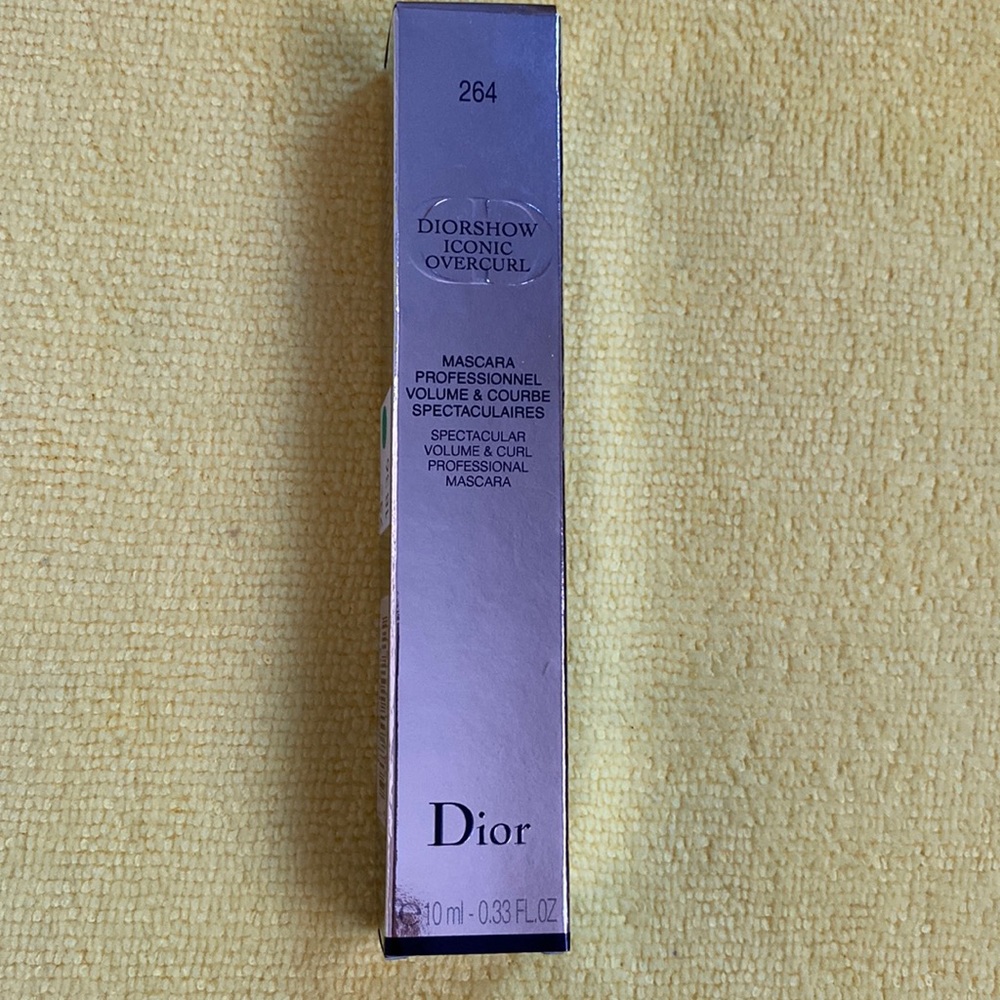 264
DIORSHOW
ICONIC
OVERCURL
MASCARA
PROFESSIONNEL
VOLUME & COURBE
SPECTACULAIRES
SPECTACULAR
VOLUME & CURL
PROFESSIONAL
MASCARA
Dior
℮ 10 ml - 0.33 FL.OZ